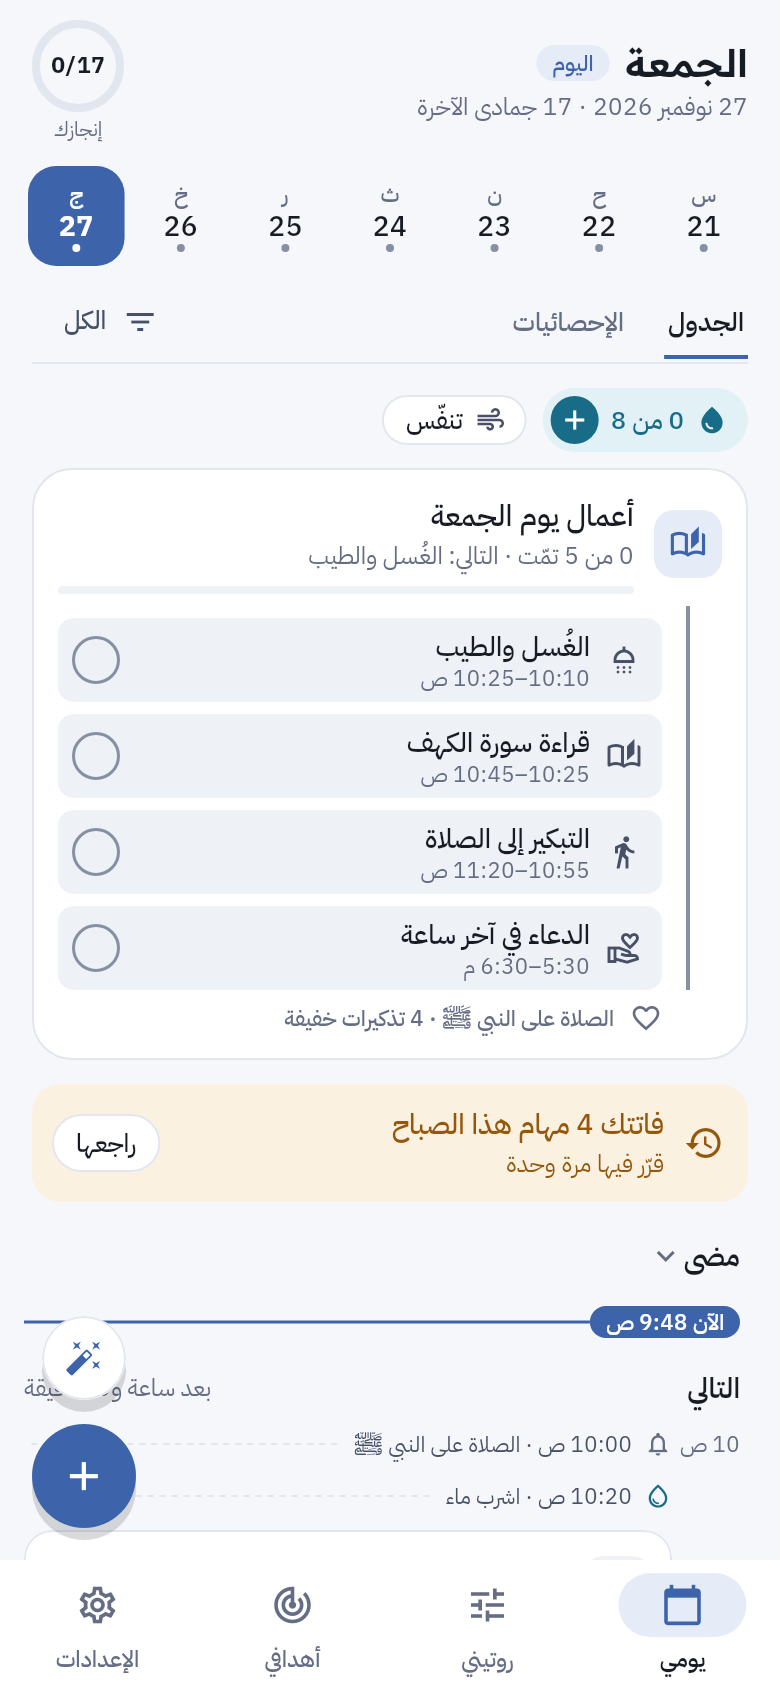 الجمعة اليوم
0/17
27 نوفمبر 2026 · 17 جمادى الآخرة
إنجازك
س ح ن ث ر خ ج
21 22 23 24 25 26 27
الجدول الإحصائيات الكل
0 من 8 تنفّس
أعمال يوم الجمعة
0 من 5 تمّت · التالي: الغُسل والطيب
الغُسل والطيب
10:10–10:25 ص
قراءة سورة الكهف
10:25–10:45 ص
التبكير إلى الصلاة
10:55–11:20 ص
الدعاء في آخر ساعة
5:30–6:30 م
الصلاة على النبي ﷺ · 4 تذكيرات خفيفة
فاتتك 4 مهام هذا الصباح
قرّر فيها مرة وحدة
راجعها
مضى
الآن 9:48 ص
التالي بعد ساعة
10 ص 10:00 ص · الصلاة على النبي ﷺ
10:20 ص · اشرب ماء
يومي روتيني أهدافي الإعدادات